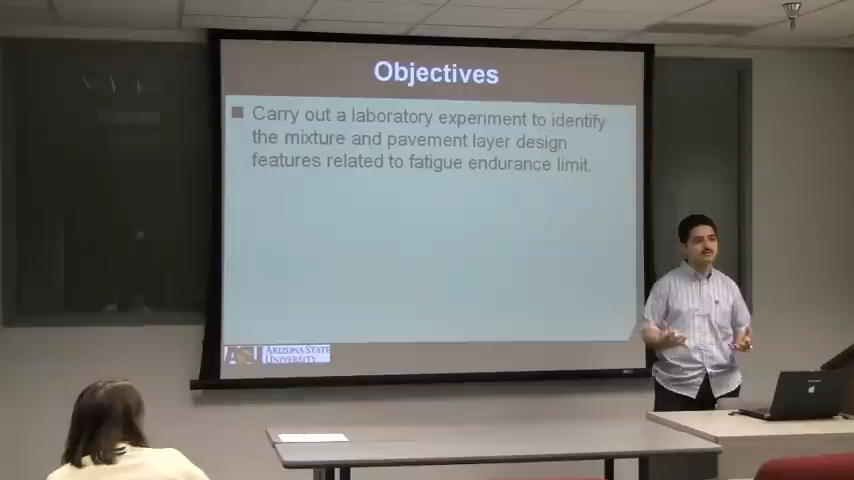 Objectives
Carry out a laboratory experiment to identify
the mixture and pavement layer design
features related to fatigue endurance limit.
ASU ARIZONA STATE
UNIVERSITY